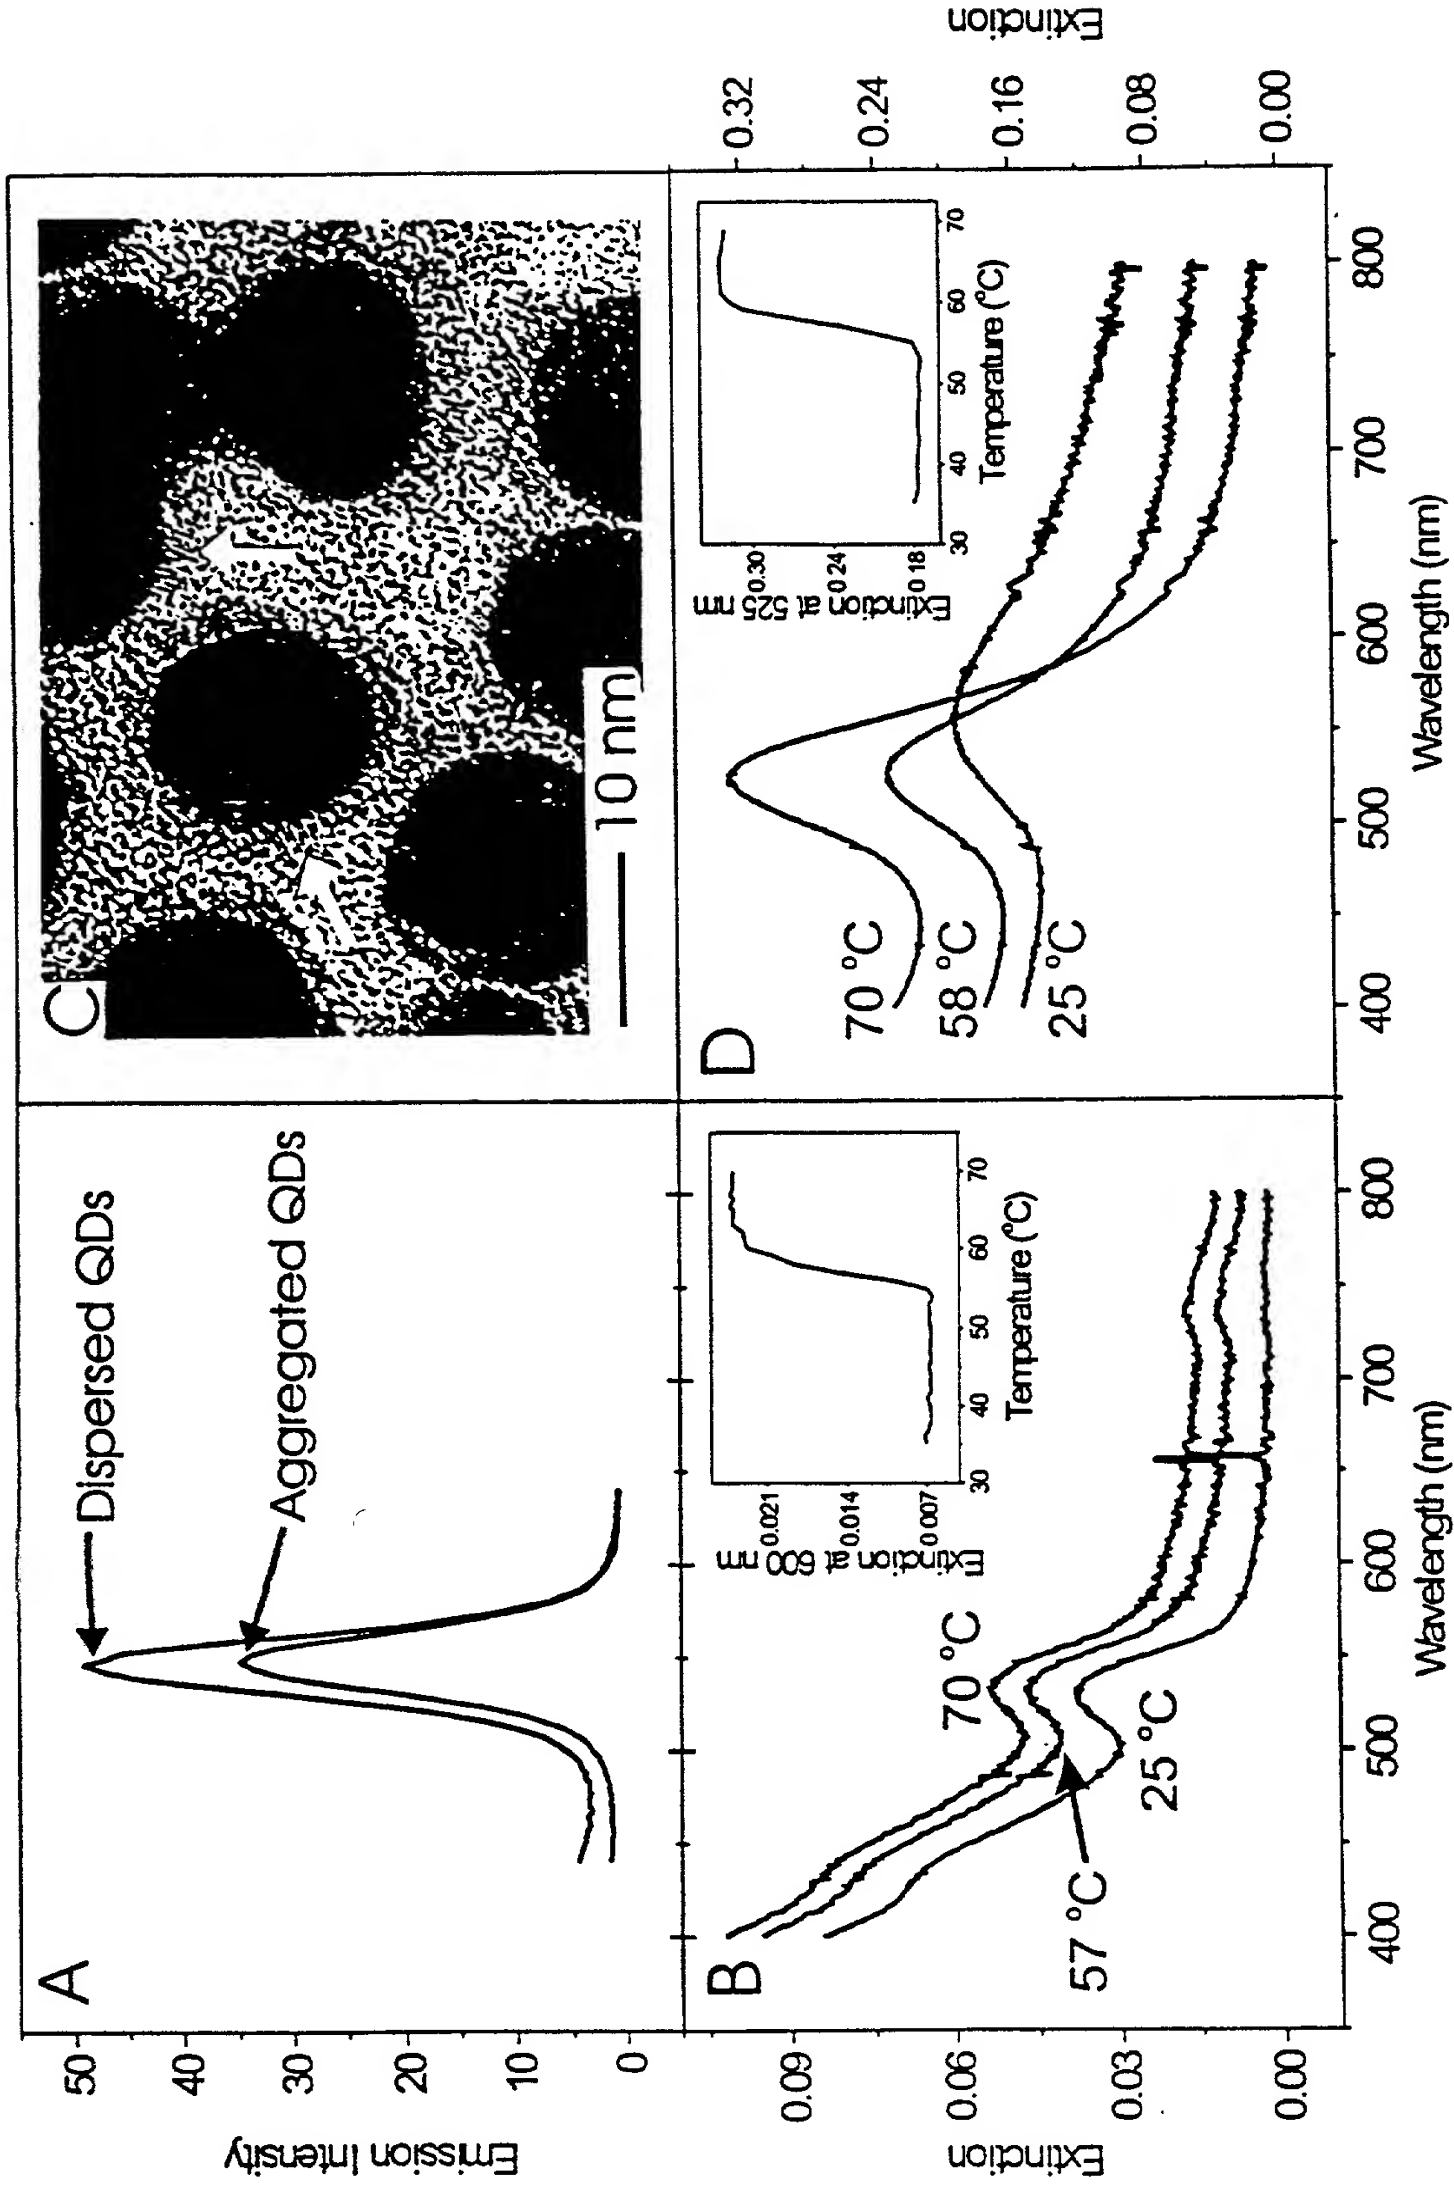 A
Dispersed QDs
Aggregated QDs
50
40
30
20
10
0
Emission Intensity
C
10 nm
B
70 °C
57 °C
25 °C
0.09
0.06
0.03
0.00
Extinction
400
500
600
700
800
Wavelength (nm)
Extinction at 600 nm
0.021
0.014
0.007
30
40
50
60
70
Temperature (°C)
D
70 °C
58 °C
25 °C
0.32
0.24
0.16
0.08
0.00
Extinction
400
500
600
700
800
Wavelength (nm)
Extinction at 525 nm
0.30
0 24
0 18
30
40
50
60
70
Temperature (°C)